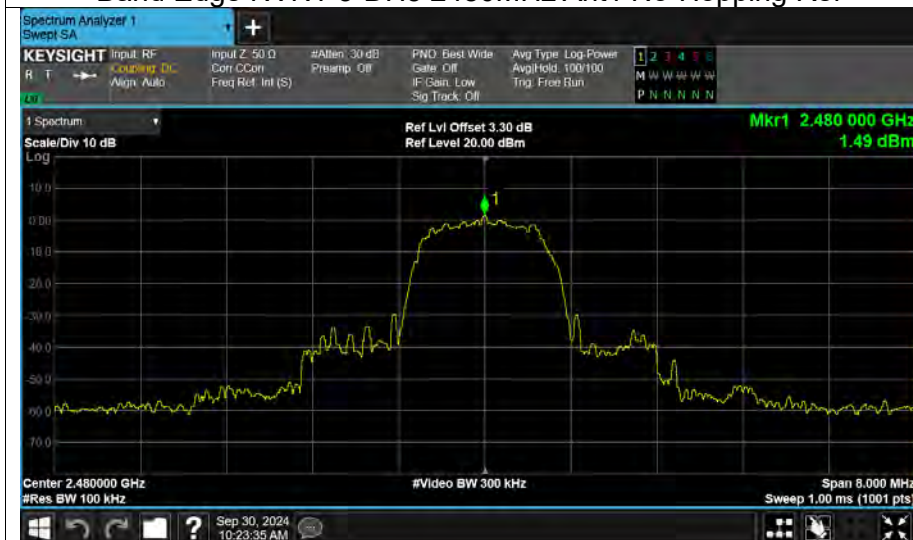 Spectrum Analyzer 1
Swept SA
+
KEYSIGHT Input: RF Input Z: 50 Ω #Atten: 30 dB PNO: Best Wide Avg Type: Log-Power 1 2 3 4 5 6
R T Coupling: DC Corr CCorr Preamp: Off Gate: Off Avg|Hold: 100/100 M W W W W W
Align: Auto Freq Ref: Int (S) IF Gain: Low Trig: Free Run P N N N N N
Sig Track: Off
1 Spectrum Ref Lvl Offset 3.30 dB Mkr1 2.480 000 GHz
Scale/Div 10 dB Ref Level 20.00 dBm 1.49 dBm
Log
10.0
1
0.00
-10.0
-20.0
-30.0
-40.0
-50.0
-60.0
-70.0
Center 2.480000 GHz #Video BW 300 kHz Span 8.000 MHz
#Res BW 100 kHz Sweep 1.00 ms (1001 pts)
? Sep 30, 2024
10:23:35 AM